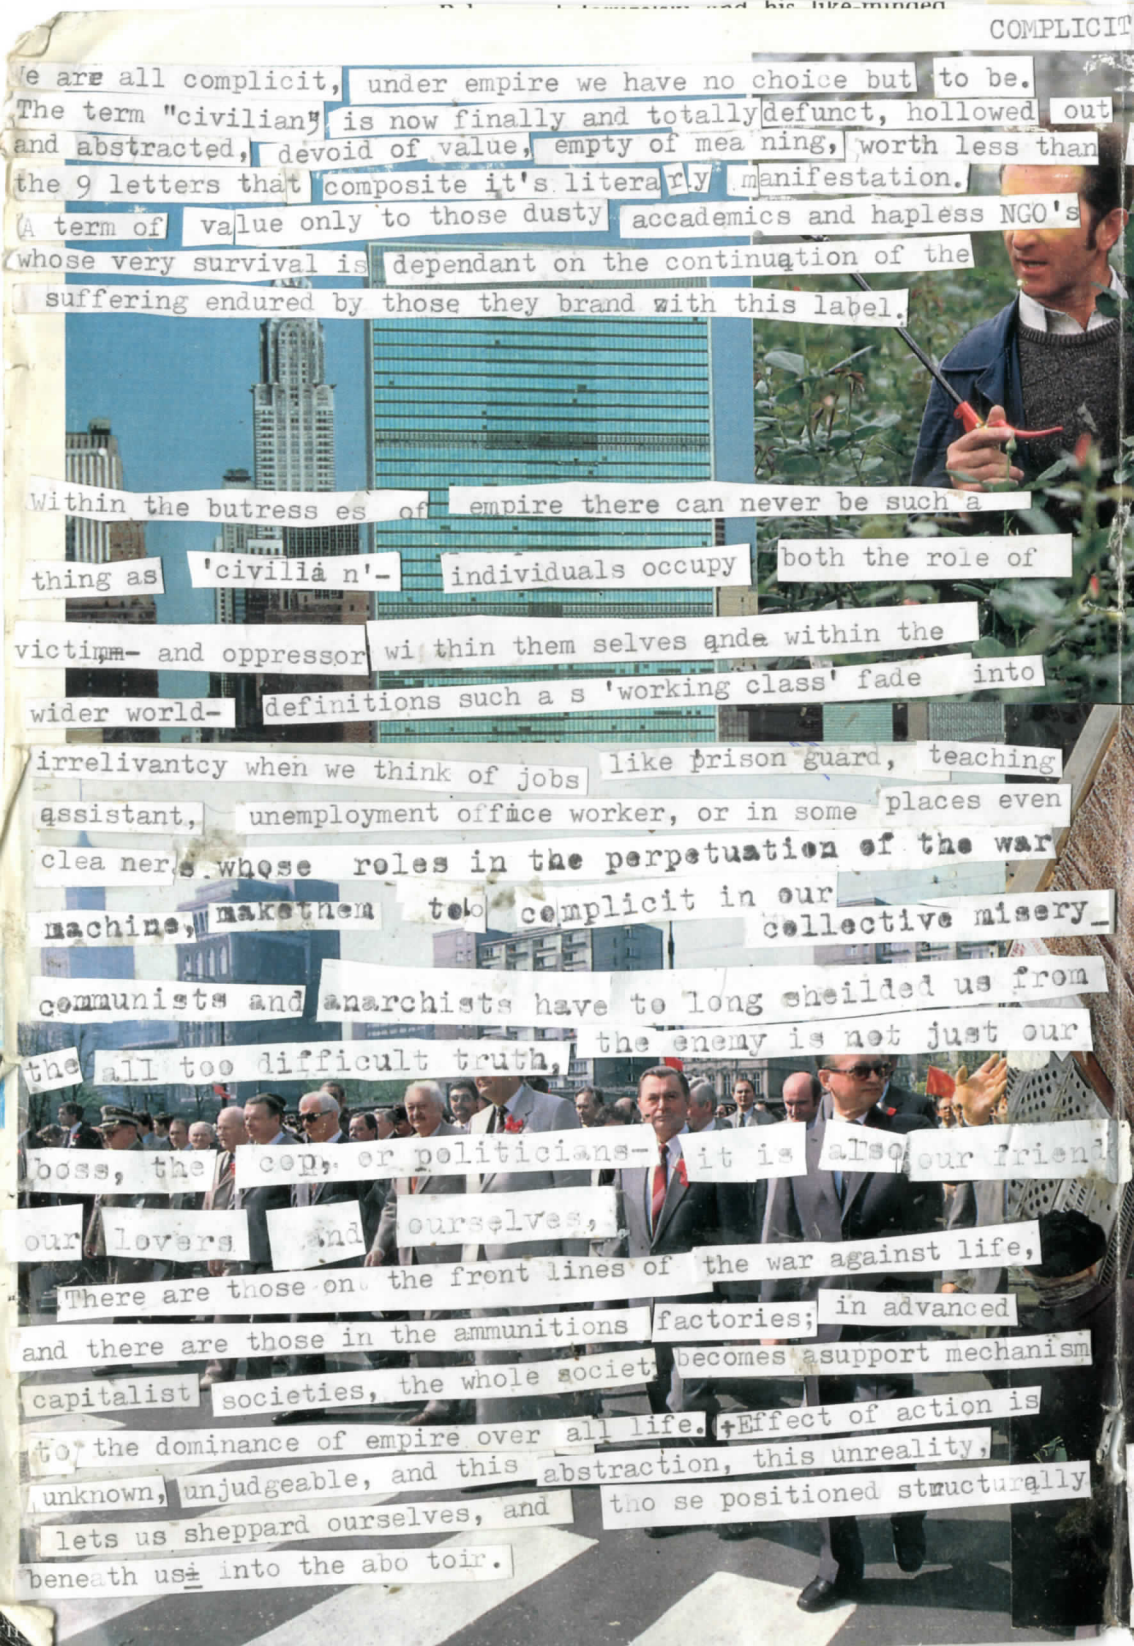 and his like-minded
COMPLICIT
e are all complicit, under empire we have no choice but to be.
The term "civilian" is now finally and totally defunct, hollowed out
and abstracted, devoid of value, empty of mea ning, worth less than
the 9 letters that composite it's litera rly manifestation.
A term of value only to those dusty accademics and hapless NGO's
whose very survival is dependant on the continuation of the
suffering endured by those they brand with this label.
Within the butress es of empire there can never be such a
thing as 'civilia n'- individuals occupy both the role of
victim- and oppressor wi thin them selves and within the
wider world- definitions such a s 'working class' fade into
irrelivantcy when we think of jobs like prison guard, teaching
assistant, unemployment office worker, or in some places even
clea ners whose roles in the perpetuation of the war
machine, makethem too complicit in our
collective misery_
communists and anarchists have to long sheilded us from
the all too difficult truth, the enemy is not just our
boss, the cop, or politicians- it is also our friend
our lovers and ourselves,
There are those on the front lines of the war against life,
and there are those in the ammunitions factories; in advanced
capitalist societies, the whole societ becomes asupport mechanism
to the dominance of empire over all life. Effect of action is
unknown, unjudgeable, and this abstraction, this unreality,
lets us sheppard ourselves, and tho se positioned structurally
beneath us into the abo toir.